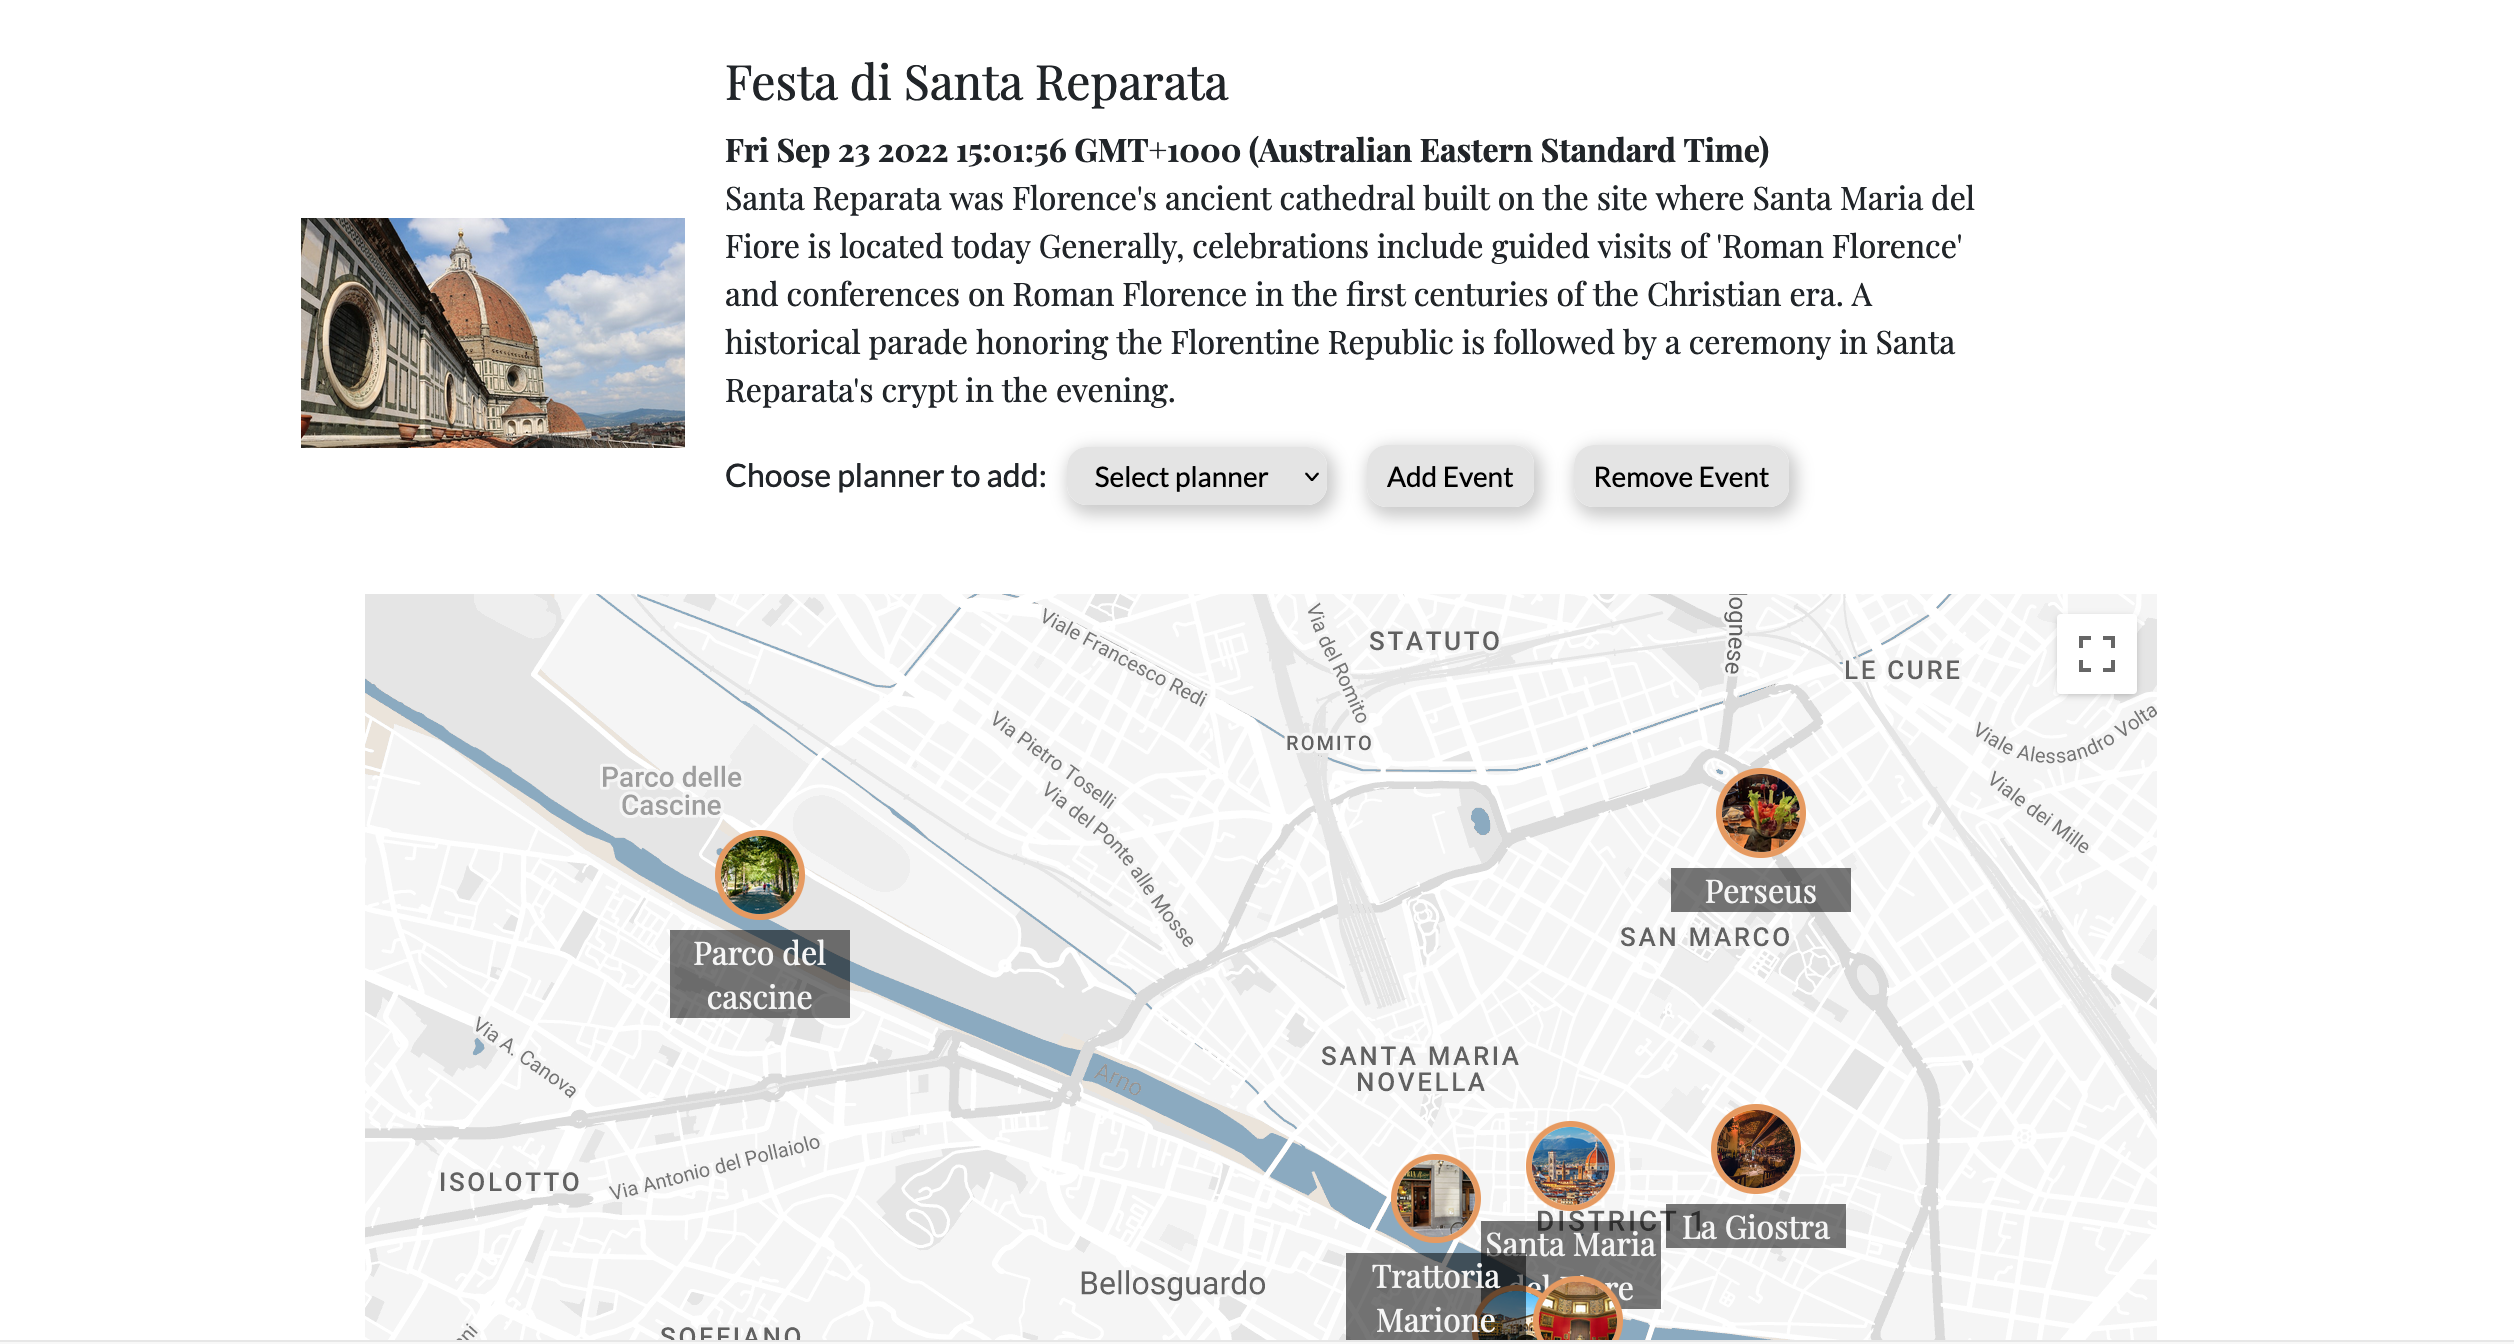 Festa di Santa Reparata
Fri Sep 23 2022 15:01:56 GMT+1000 (Australian Eastern Standard Time)
Santa Reparata was Florence's ancient cathedral built on the site where Santa Maria del
Fiore is located today Generally, celebrations include guided visits of 'Roman Florence'
and conferences on Roman Florence in the first centuries of the Christian era. A
historical parade honoring the Florentine Republic is followed by a ceremony in Santa
Reparata's crypt in the evening.
Choose planner to add:
Select planner
Add Event
Remove Event
Viale Francesco Redi
Via del Romito
STATUTO
LE CURE
Viale Alessandro Volta
Via Pietro Toselli
ROMITO
Parco delle
Cascine
Via del Ponte alle Mosse
Viale dei Mille
Perseus
SAN MARCO
Parco del
cascine
Via A. Canova
Arno
SANTA MARIA
NOVELLA
Via Antonio del Pollaiolo
ISOLOTTO
DISTRICT 1
La Giostra
Santa Maria
Trattoria
Marione
Bellosguardo
SOFFIANO